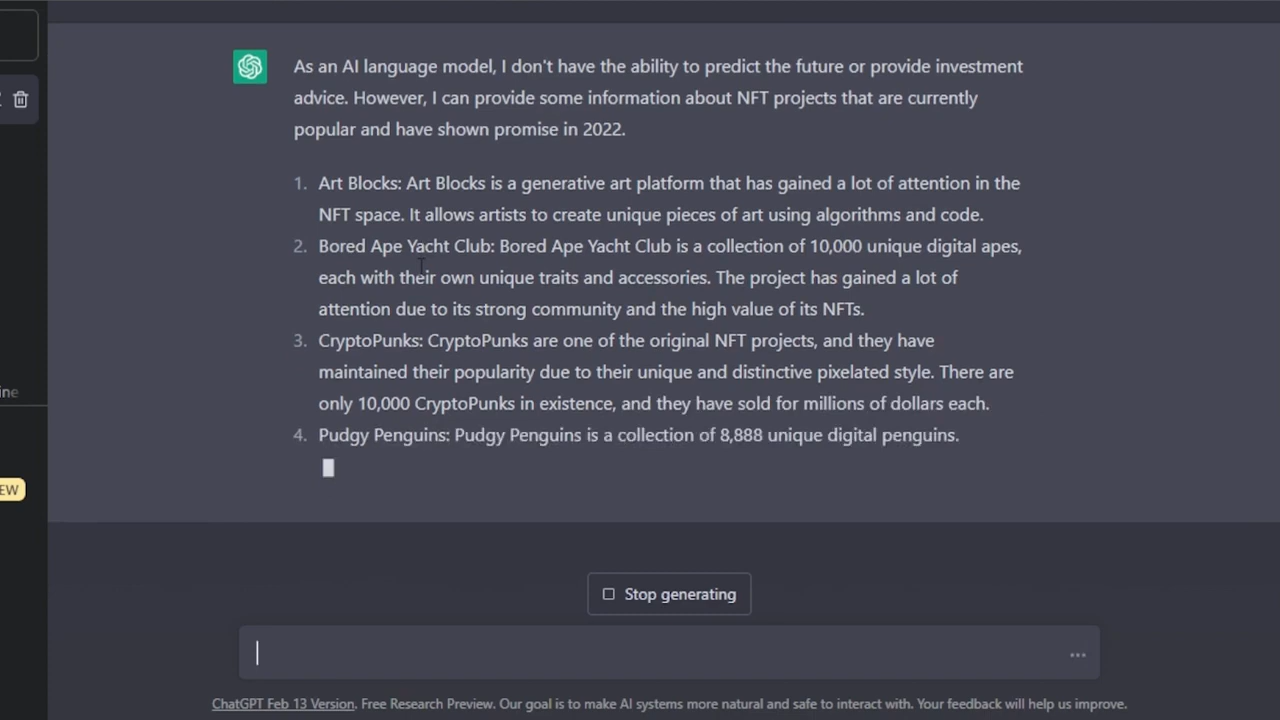 As an AI language model, I don't have the ability to predict the future or provide investment
advice. However, I can provide some information about NFT projects that are currently
popular and have shown promise in 2022.
1. Art Blocks: Art Blocks is a generative art platform that has gained a lot of attention in the
NFT space. It allows artists to create unique pieces of art using algorithms and code.
2. Bored Ape Yacht Club: Bored Ape Yacht Club is a collection of 10,000 unique digital apes,
each with their own unique traits and accessories. The project has gained a lot of
attention due to its strong community and the high value of its NFTs.
3. CryptoPunks: CryptoPunks are one of the original NFT projects, and they have
maintained their popularity due to their unique and distinctive pixelated style. There are
only 10,000 CryptoPunks in existence, and they have sold for millions of dollars each.
4. Pudgy Penguins: Pudgy Penguins is a collection of 8,888 unique digital penguins.
ine
EW
Stop generating
ChatGPT Feb 13 Version. Free Research Preview. Our goal is to make AI systems more natural and safe to interact with. Your feedback will help us improve.